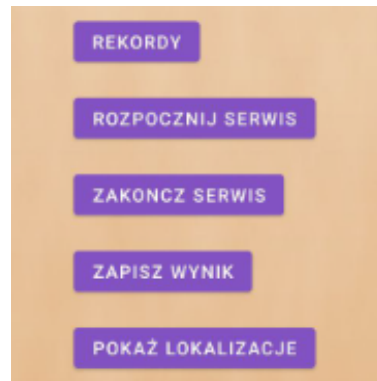 REKORDY
ROZPOCZNIJ SERWIS
ZAKONCZ SERWIS
ZAPISZ WYNIK
POKAŻ LOKALIZACJE